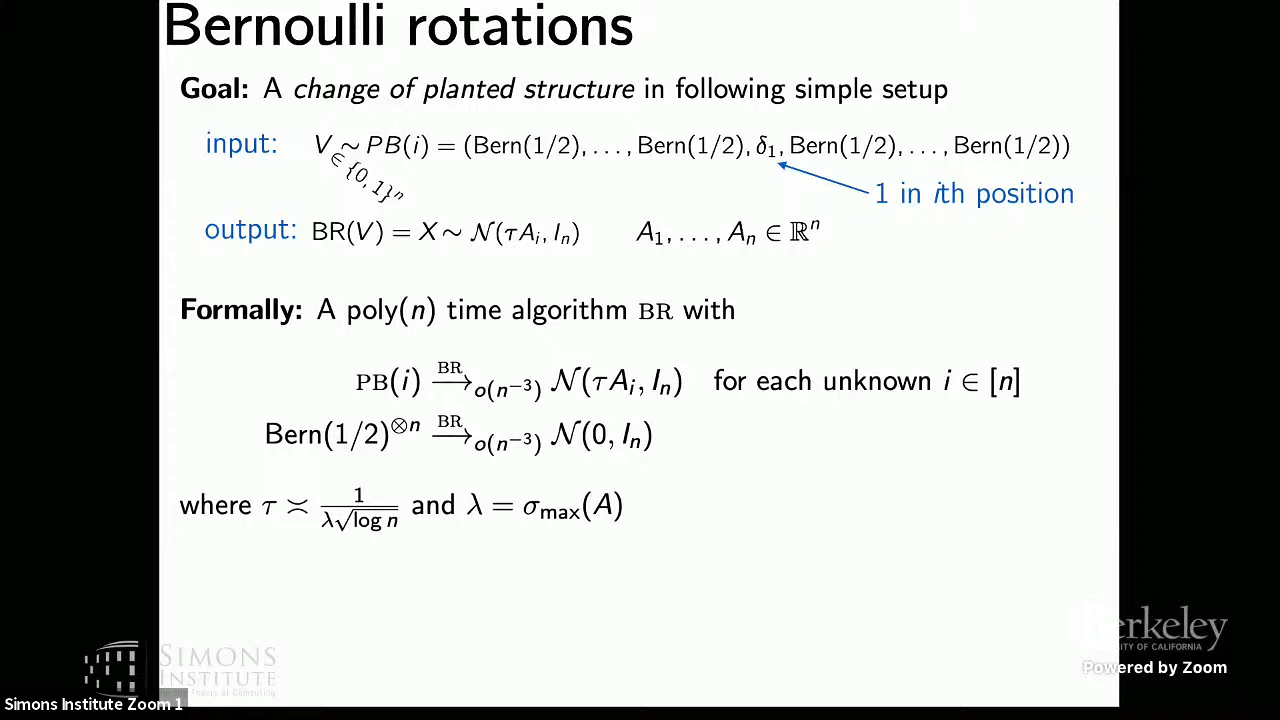 Bernoulli rotations
Goal: A change of planted structure in following simple setup
input: V ∼ PB(i) = (Bern(1/2), . . . , Bern(1/2), δ₁, Bern(1/2), . . . , Bern(1/2))
∈ {0, 1}ⁿ
1 in ith position
output: BR(V) = X ∼ 𝒩(τAᵢ, Iₙ) A₁, . . . , Aₙ ∈ ℝⁿ
Formally: A poly(n) time algorithm BR with
PB(i) —BR→_{o(n⁻³)} 𝒩(τAᵢ, Iₙ) for each unknown i ∈ [n]
Bern(1/2)^{⊗n} —BR→_{o(n⁻³)} 𝒩(0, Iₙ)
where τ ≍ 1/(λ√log n) and λ = σ_max(A)
Berkeley
UNIVERSITY OF CALIFORNIA
Powered by Zoom
SIMONS
INSTITUTE
for the Theory of Computing
Simons Institute Zoom 1